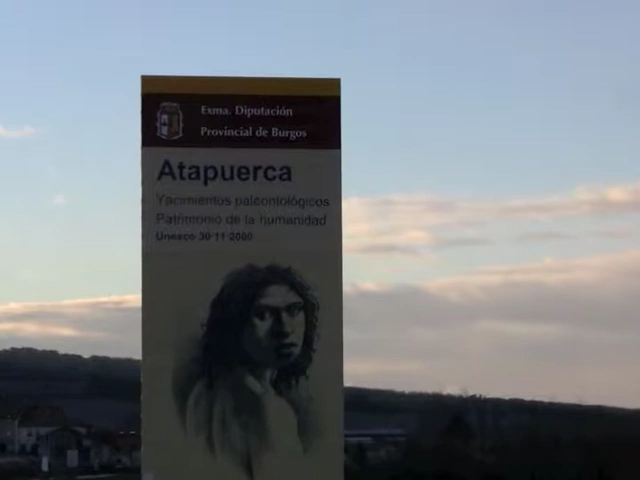 Exma. Diputación
Provincial de Burgos
Atapuerca
Yacimientos paleontológicos
Patrimonio de la humanidad
Unesco 30-11-2000